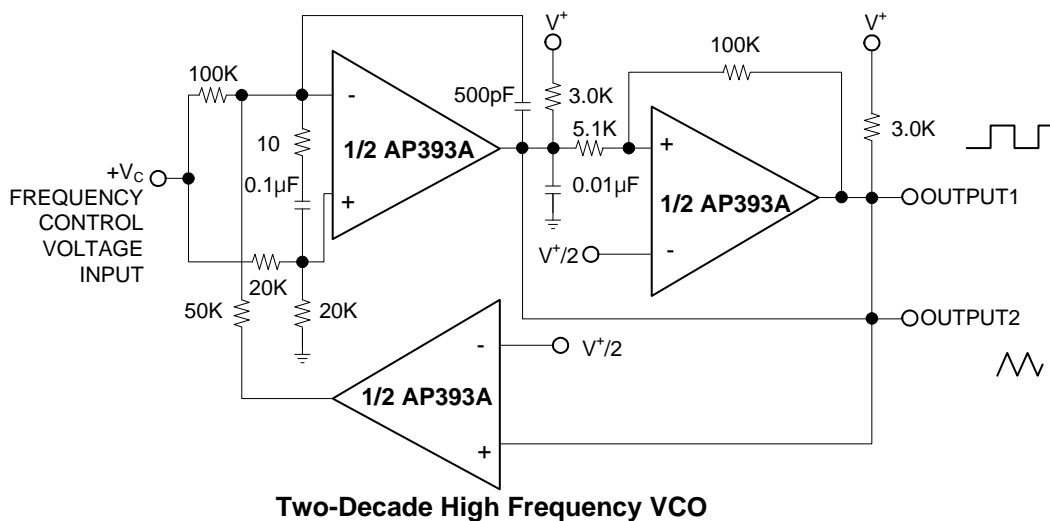 V+
V+
100K
100K
500pF
3.0K
3.0K
-
5.1K
+
10
1/2 AP393A
+VC
FREQUENCY
CONTROL
VOLTAGE
INPUT
0.1µF
+
0.01µF
1/2 AP393A
OUTPUT1
V+/2
-
20K
50K
20K
OUTPUT2
-
V+/2
1/2 AP393A
+
Two-Decade High Frequency VCO